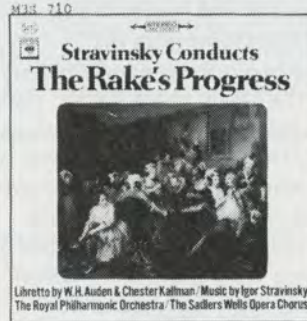 M3S 710
STEREO
Stravinsky Conducts
The Rake's Progress
Libretto by W.H. Auden & Chester Kallman/Music by Igor Stravinsky
The Royal Philharmonic Orchestra/The Sadlers Wells Opera Chorus